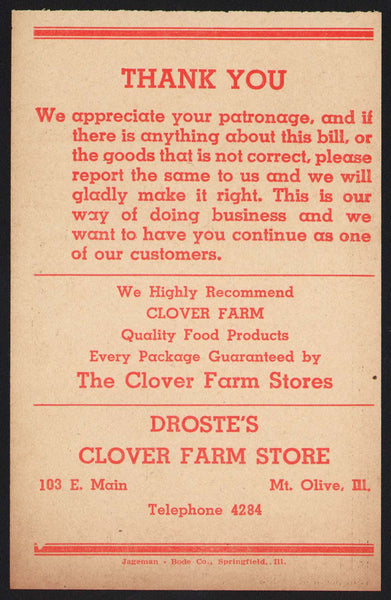 THANK YOU
We appreciate your patronage, and if
there is anything about this bill, or
the goods that is not correct, please
report the same to us and we will
gladly make it right. This is our
way of doing business and we
want to have you continue as one
of our customers.
We Highly Recommend
CLOVER FARM
Quality Food Products
Every Package Guaranteed by
The Clover Farm Stores
DROSTE'S
CLOVER FARM STORE
103 E. Main Mt. Olive, Ill.
Telephone 4284
Jageman - Bode Co., Springfield, Ill.